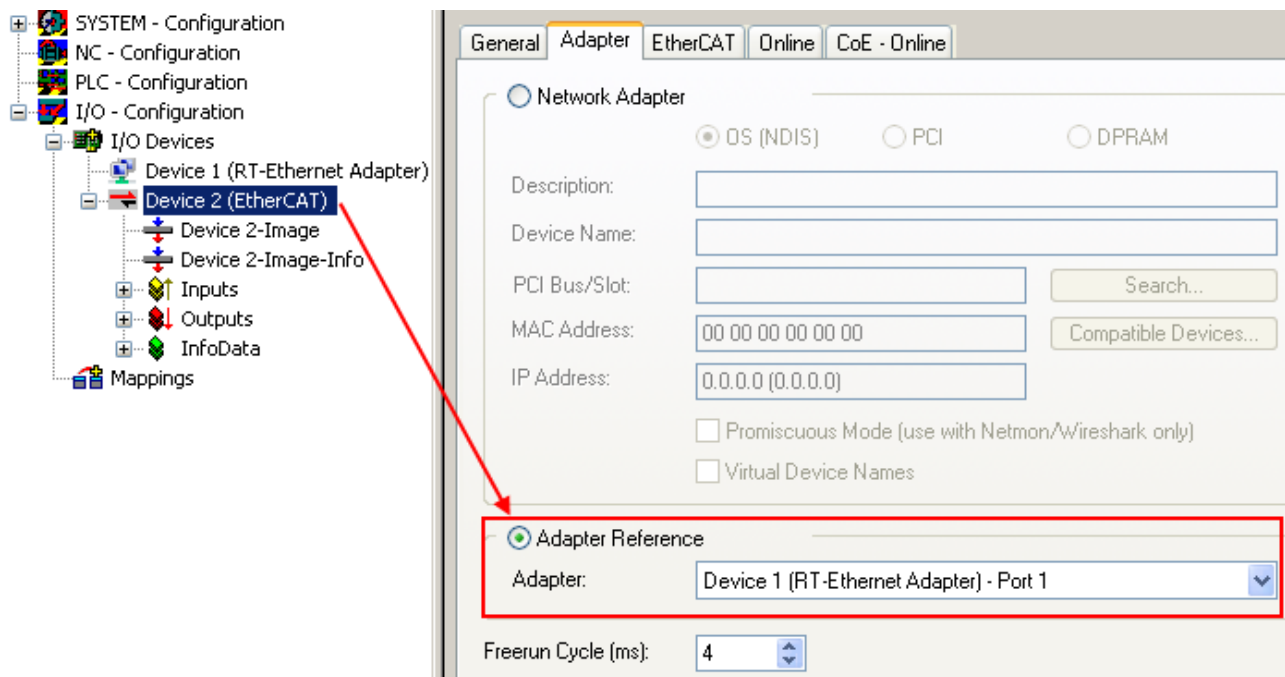 SYSTEM - Configuration
NC - Configuration
PLC - Configuration
I/O - Configuration
I/O Devices
Device 1 (RT-Ethernet Adapter)
Device 2 (EtherCAT)
Device 2-Image
Device 2-Image-Info
Inputs
Outputs
InfoData
Mappings
General Adapter EtherCAT Online CoE - Online
Network Adapter
OS (NDIS) PCI DPRAM
Description:
Device Name:
PCI Bus/Slot: Search...
MAC Address: 00 00 00 00 00 00 Compatible Devices...
IP Address: 0.0.0.0 (0.0.0.0)
Promiscuous Mode (use with Netmon/Wireshark only)
Virtual Device Names
Adapter Reference
Adapter: Device 1 (RT-Ethernet Adapter) - Port 1
Freerun Cycle (ms): 4